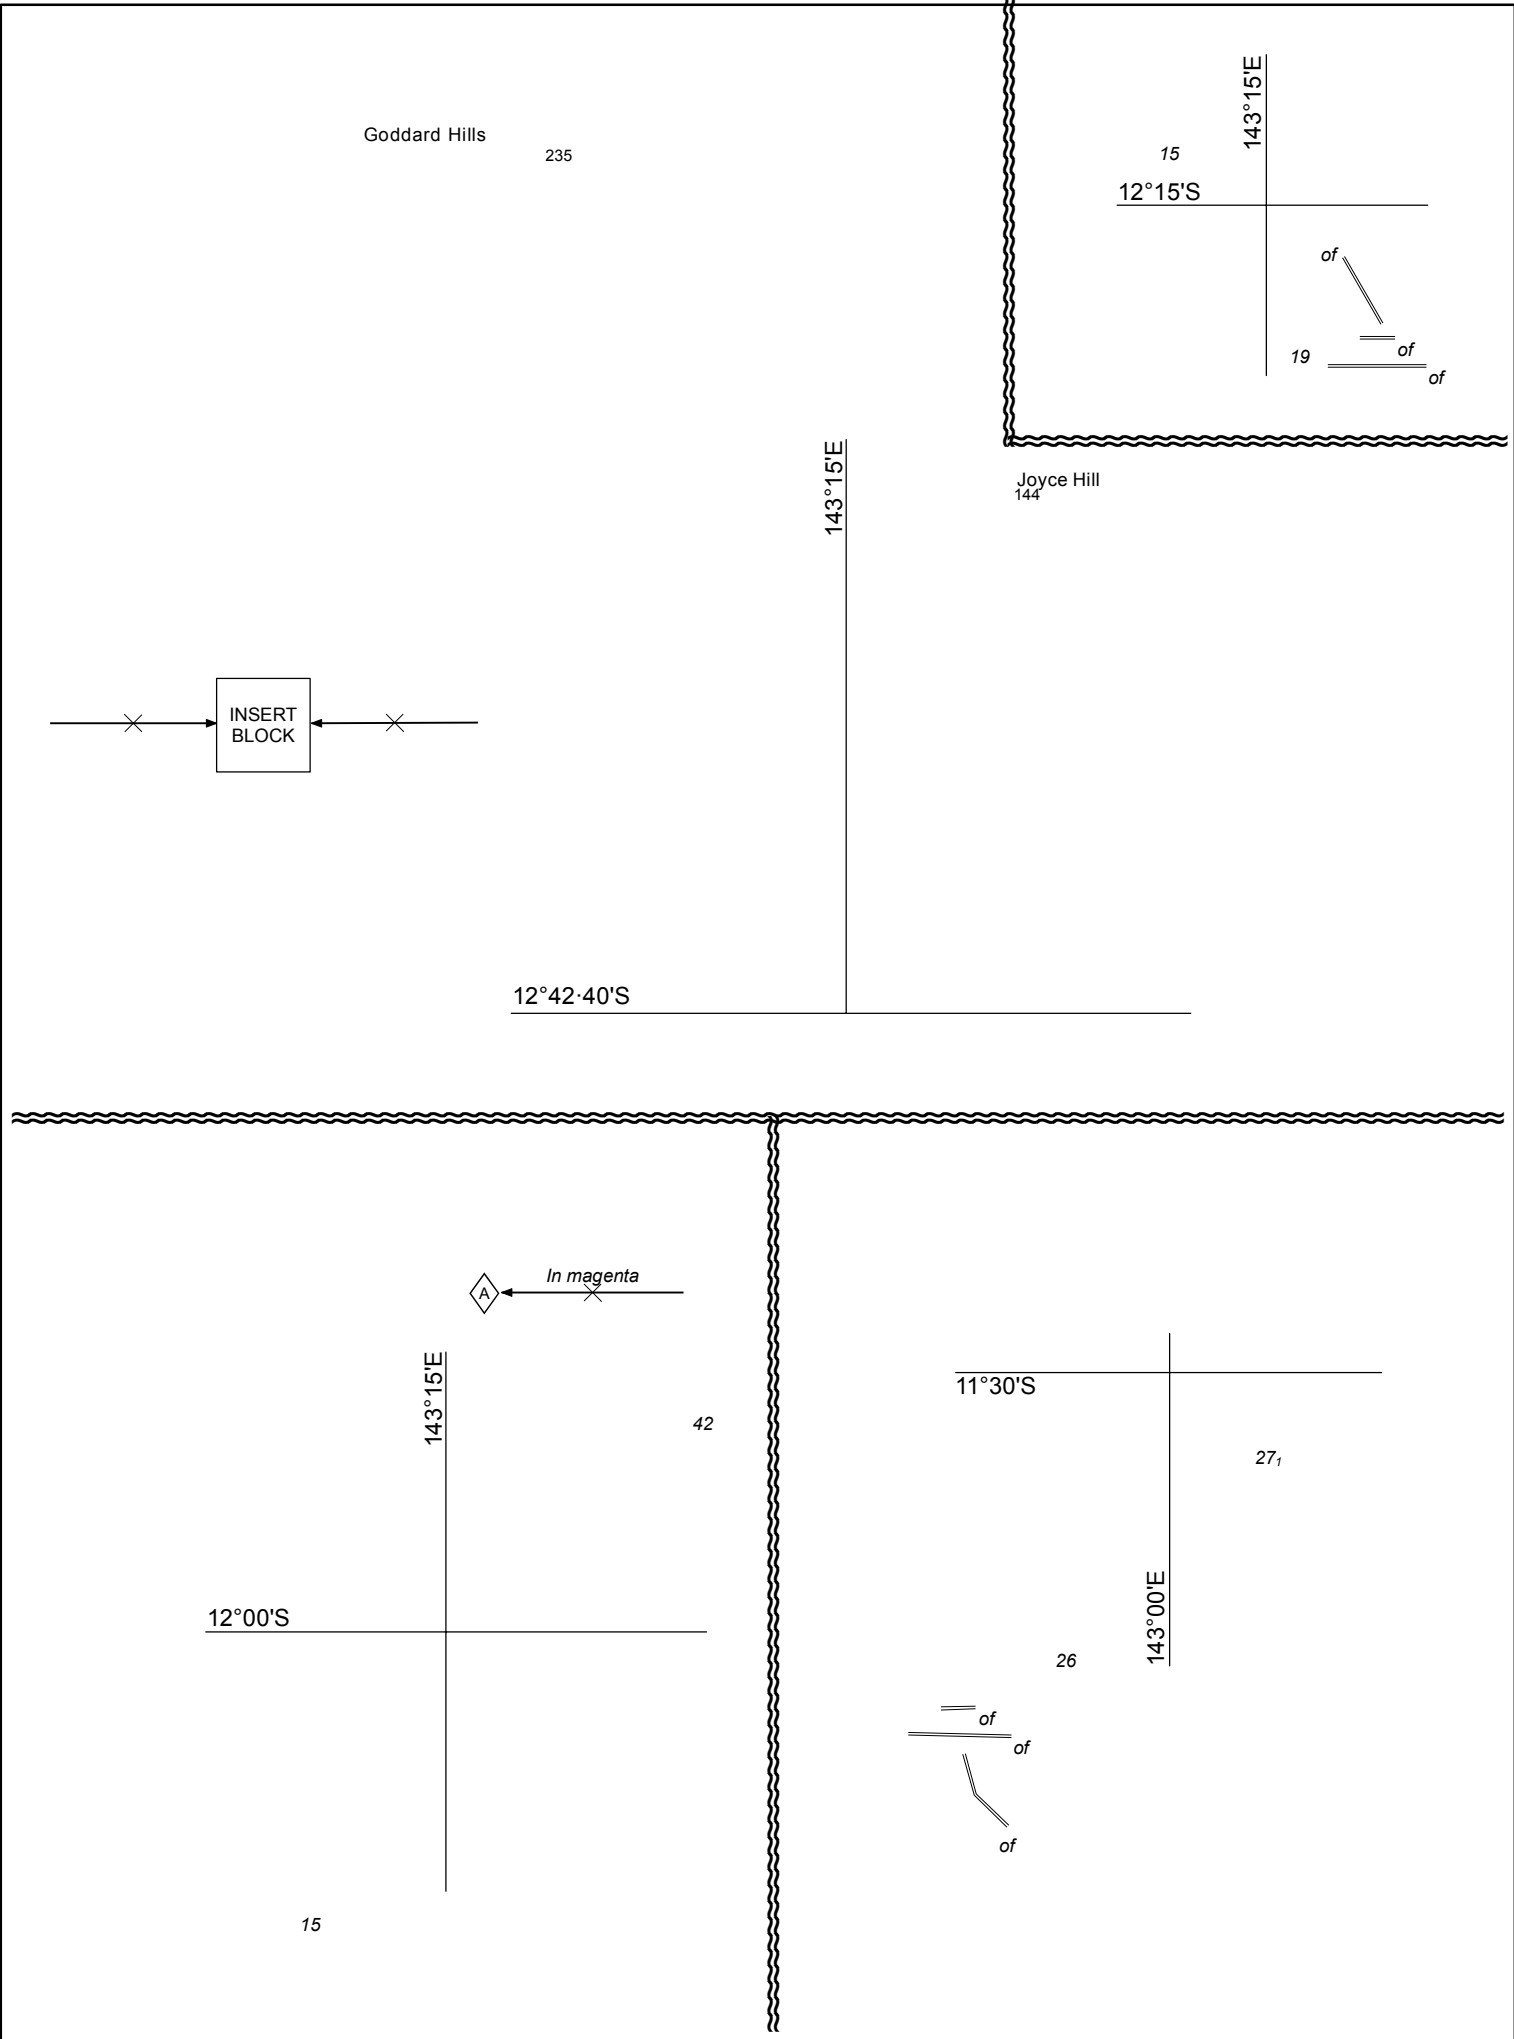 Goddard Hills
235
143°15'E
15
12°15'S
of
of
19
of
143°15'E
Joyce Hill
144
INSERT
BLOCK
12°42·40'S
In magenta
A
143°15'E
42
12°00'S
15
11°30'S
27₁
143°00'E
26
of
of
of